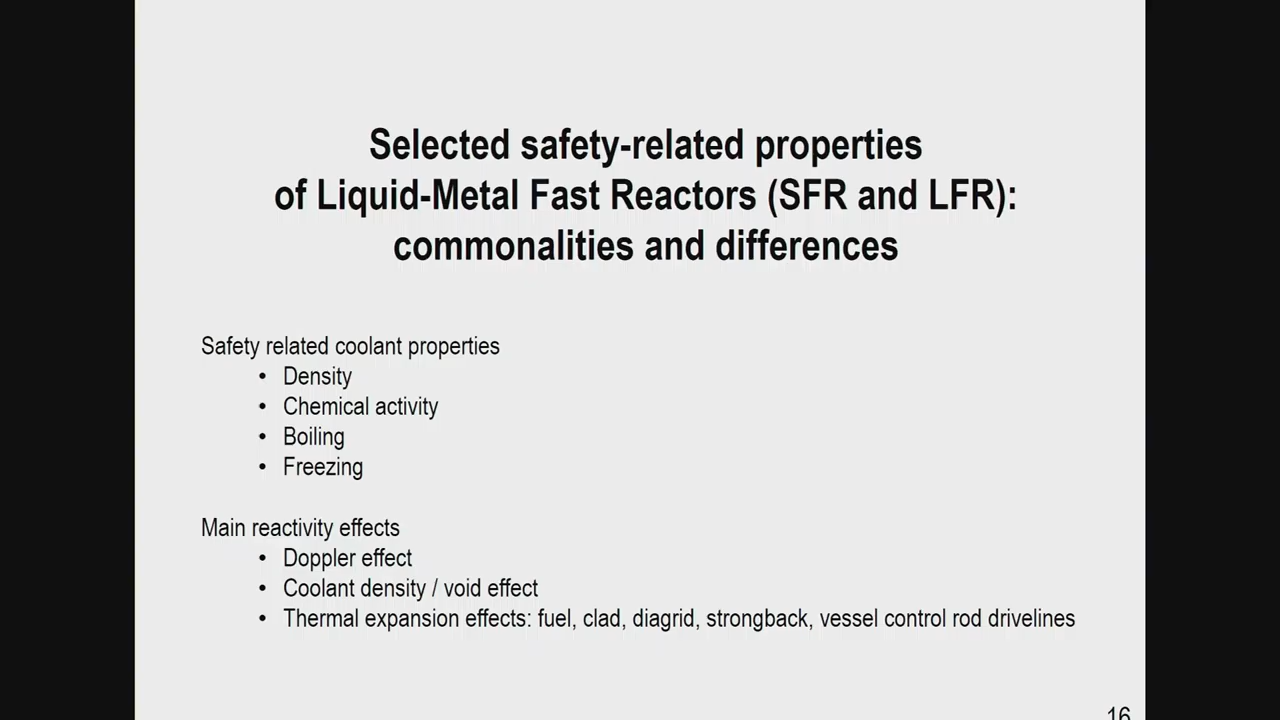 Selected safety-related properties
of Liquid-Metal Fast Reactors (SFR and LFR):
commonalities and differences
Safety related coolant properties
• Density
• Chemical activity
• Boiling
• Freezing
Main reactivity effects
• Doppler effect
• Coolant density / void effect
• Thermal expansion effects: fuel, clad, diagrid, strongback, vessel control rod drivelines
16